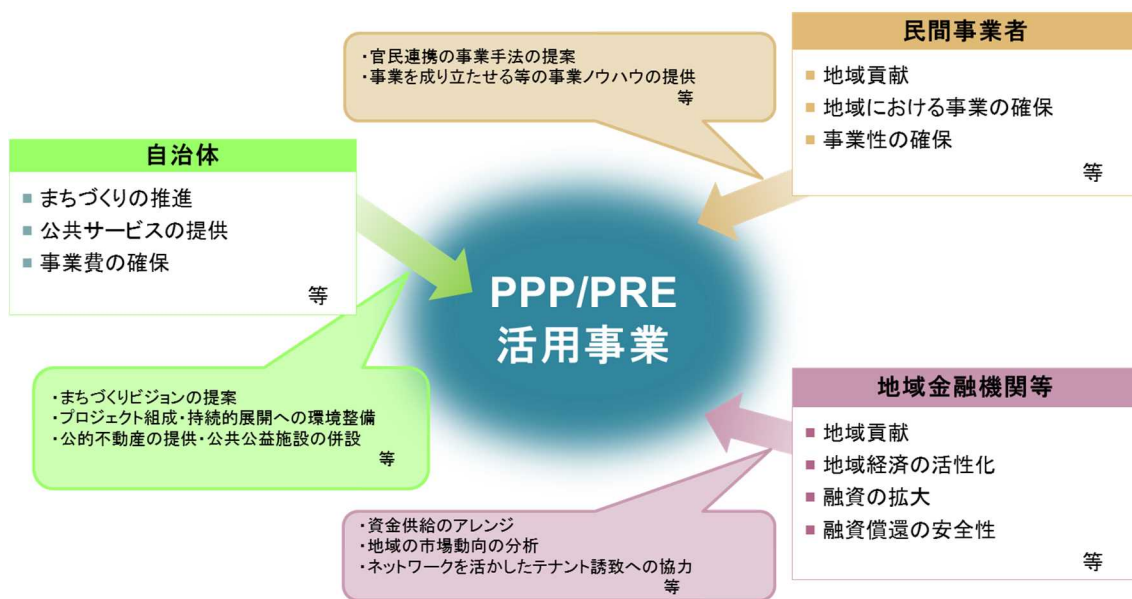 民間事業者
■ 地域貢献
■ 地域における事業の確保
■ 事業性の確保
等
・官民連携の事業手法の提案
・事業を成り立たせる等の事業ノウハウの提供
等
自治体
■ まちづくりの推進
■ 公共サービスの提供
■ 事業費の確保
等
・まちづくりビジョンの提案
・プロジェクト組成・持続的展開への環境整備
・公的不動産の提供・公共公益施設の併設
等
PPP/PRE
活用事業
地域金融機関等
■ 地域貢献
■ 地域経済の活性化
■ 融資の拡大
■ 融資償還の安全性
等
・資金供給のアレンジ
・地域の市場動向の分析
・ネットワークを活かしたテナント誘致への協力
等